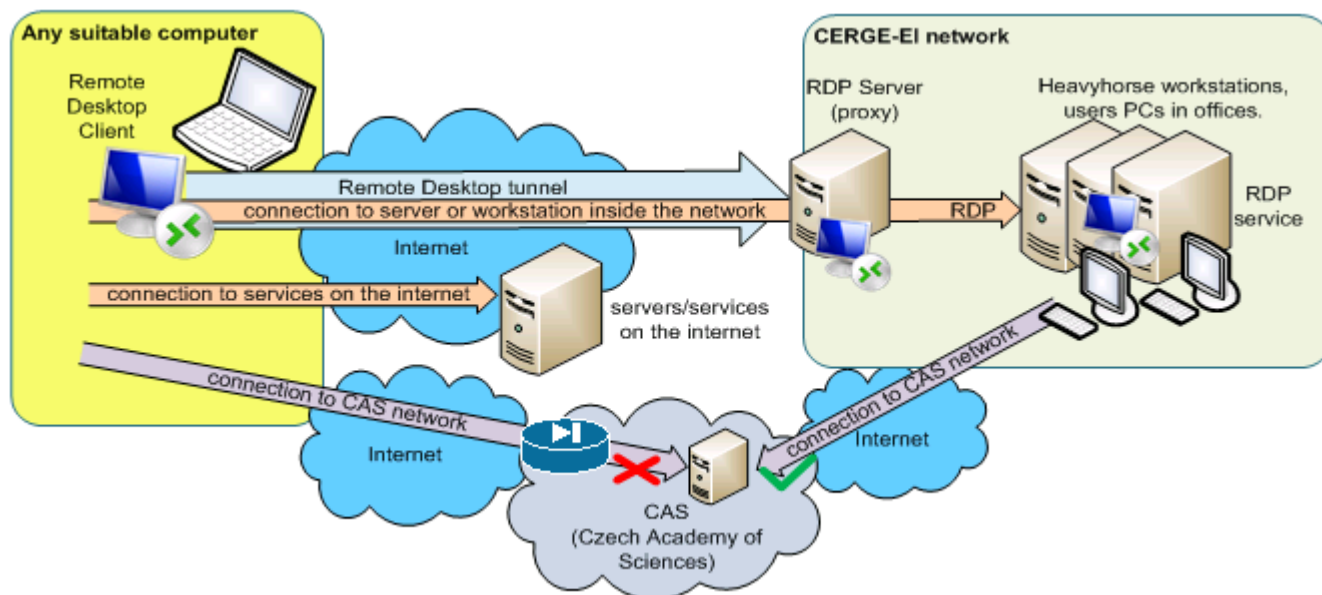 Any suitable computer
Remote
Desktop
Client
CERGE-EI network
RDP Server
(proxy)
Heavyhorse workstations,
users PCs in offices.
RDP
service
Remote Desktop tunnel
connection to server or workstation inside the network
RDP
Internet
connection to services on the internet
servers/services
on the internet
connection to CAS network
Internet
connection to CAS network
Internet
CAS
(Czech Academy of
Sciences)